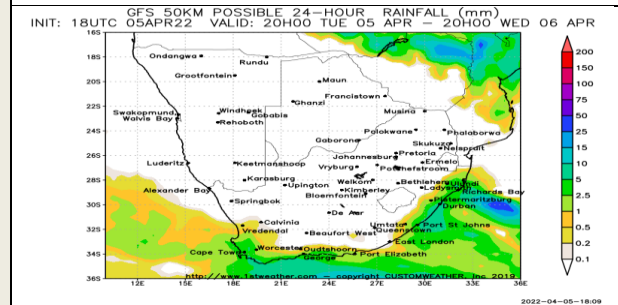 GFS 50KM POSSIBLE 24-HOUR RAINFALL (mm)
INIT: 18UTC 05APR22 VALID: 20H00 TUE 05 APR – 20H00 WED 06 APR
16S
18S
20S
22S
24S
26S
28S
30S
32S
34S
36S
Ondangwa
Rundu
Grootfontein
Maun
Francistown
Ghanzi
Swakopmund
Windhoek
Gobabis
Musina
Walvis Bay
Rehoboth
Polokwane
Phalaborwa
Gaborone
Skukuza
Nelspruit
Johannesburg
Pretoria
Luderitz
Keetmanshoop
Vryburg
Potchefstroom
Ermelo
Karasburg
Welkom
Bethlehem
Ulundi
Alexander Bay
Upington
Kimberley
Ladysmith
Richards Bay
Springbok
Bloemfontein
Pietermaritzburg
Durban
De Aar
Calvinia
Umtata
Port St Johns
Vredendal
Beaufort West
Queenstown
East London
Cape Town
Worcester
Oudtshoorn
George
Port Elizabeth
http://www.1stweather.com – copyright CUSTOMWEATHER, inc 2019
12E 15E 18E 21E 24E 27E 30E 33E 36E
200
150
100
75
50
25
20
15
10
5
2
1
0.5
0.2
0.1
2022-04-05-18:09